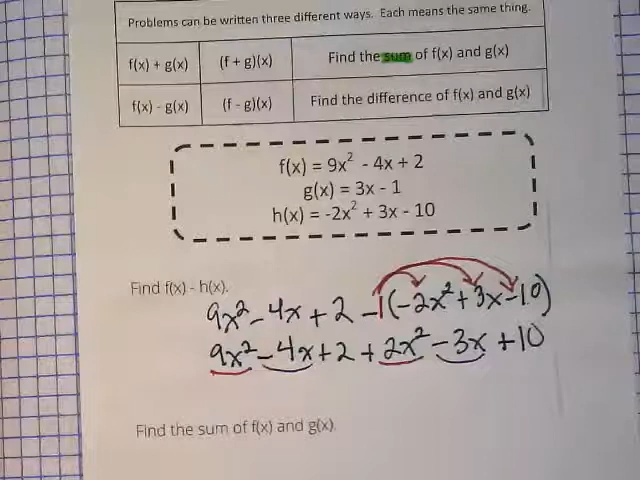 Problems can be written three different ways. Each means the same thing.
f(x) + g(x) (f + g)(x) Find the sum of f(x) and g(x)
f(x) - g(x) (f - g)(x) Find the difference of f(x) and g(x)
f(x) = 9x² - 4x + 2
g(x) = 3x - 1
h(x) = -2x² + 3x - 10
Find f(x) - h(x).
9x² - 4x + 2 - 1(-2x² + 3x - 10)
9x² - 4x + 2 + 2x² - 3x + 10
Find the sum of f(x) and g(x).